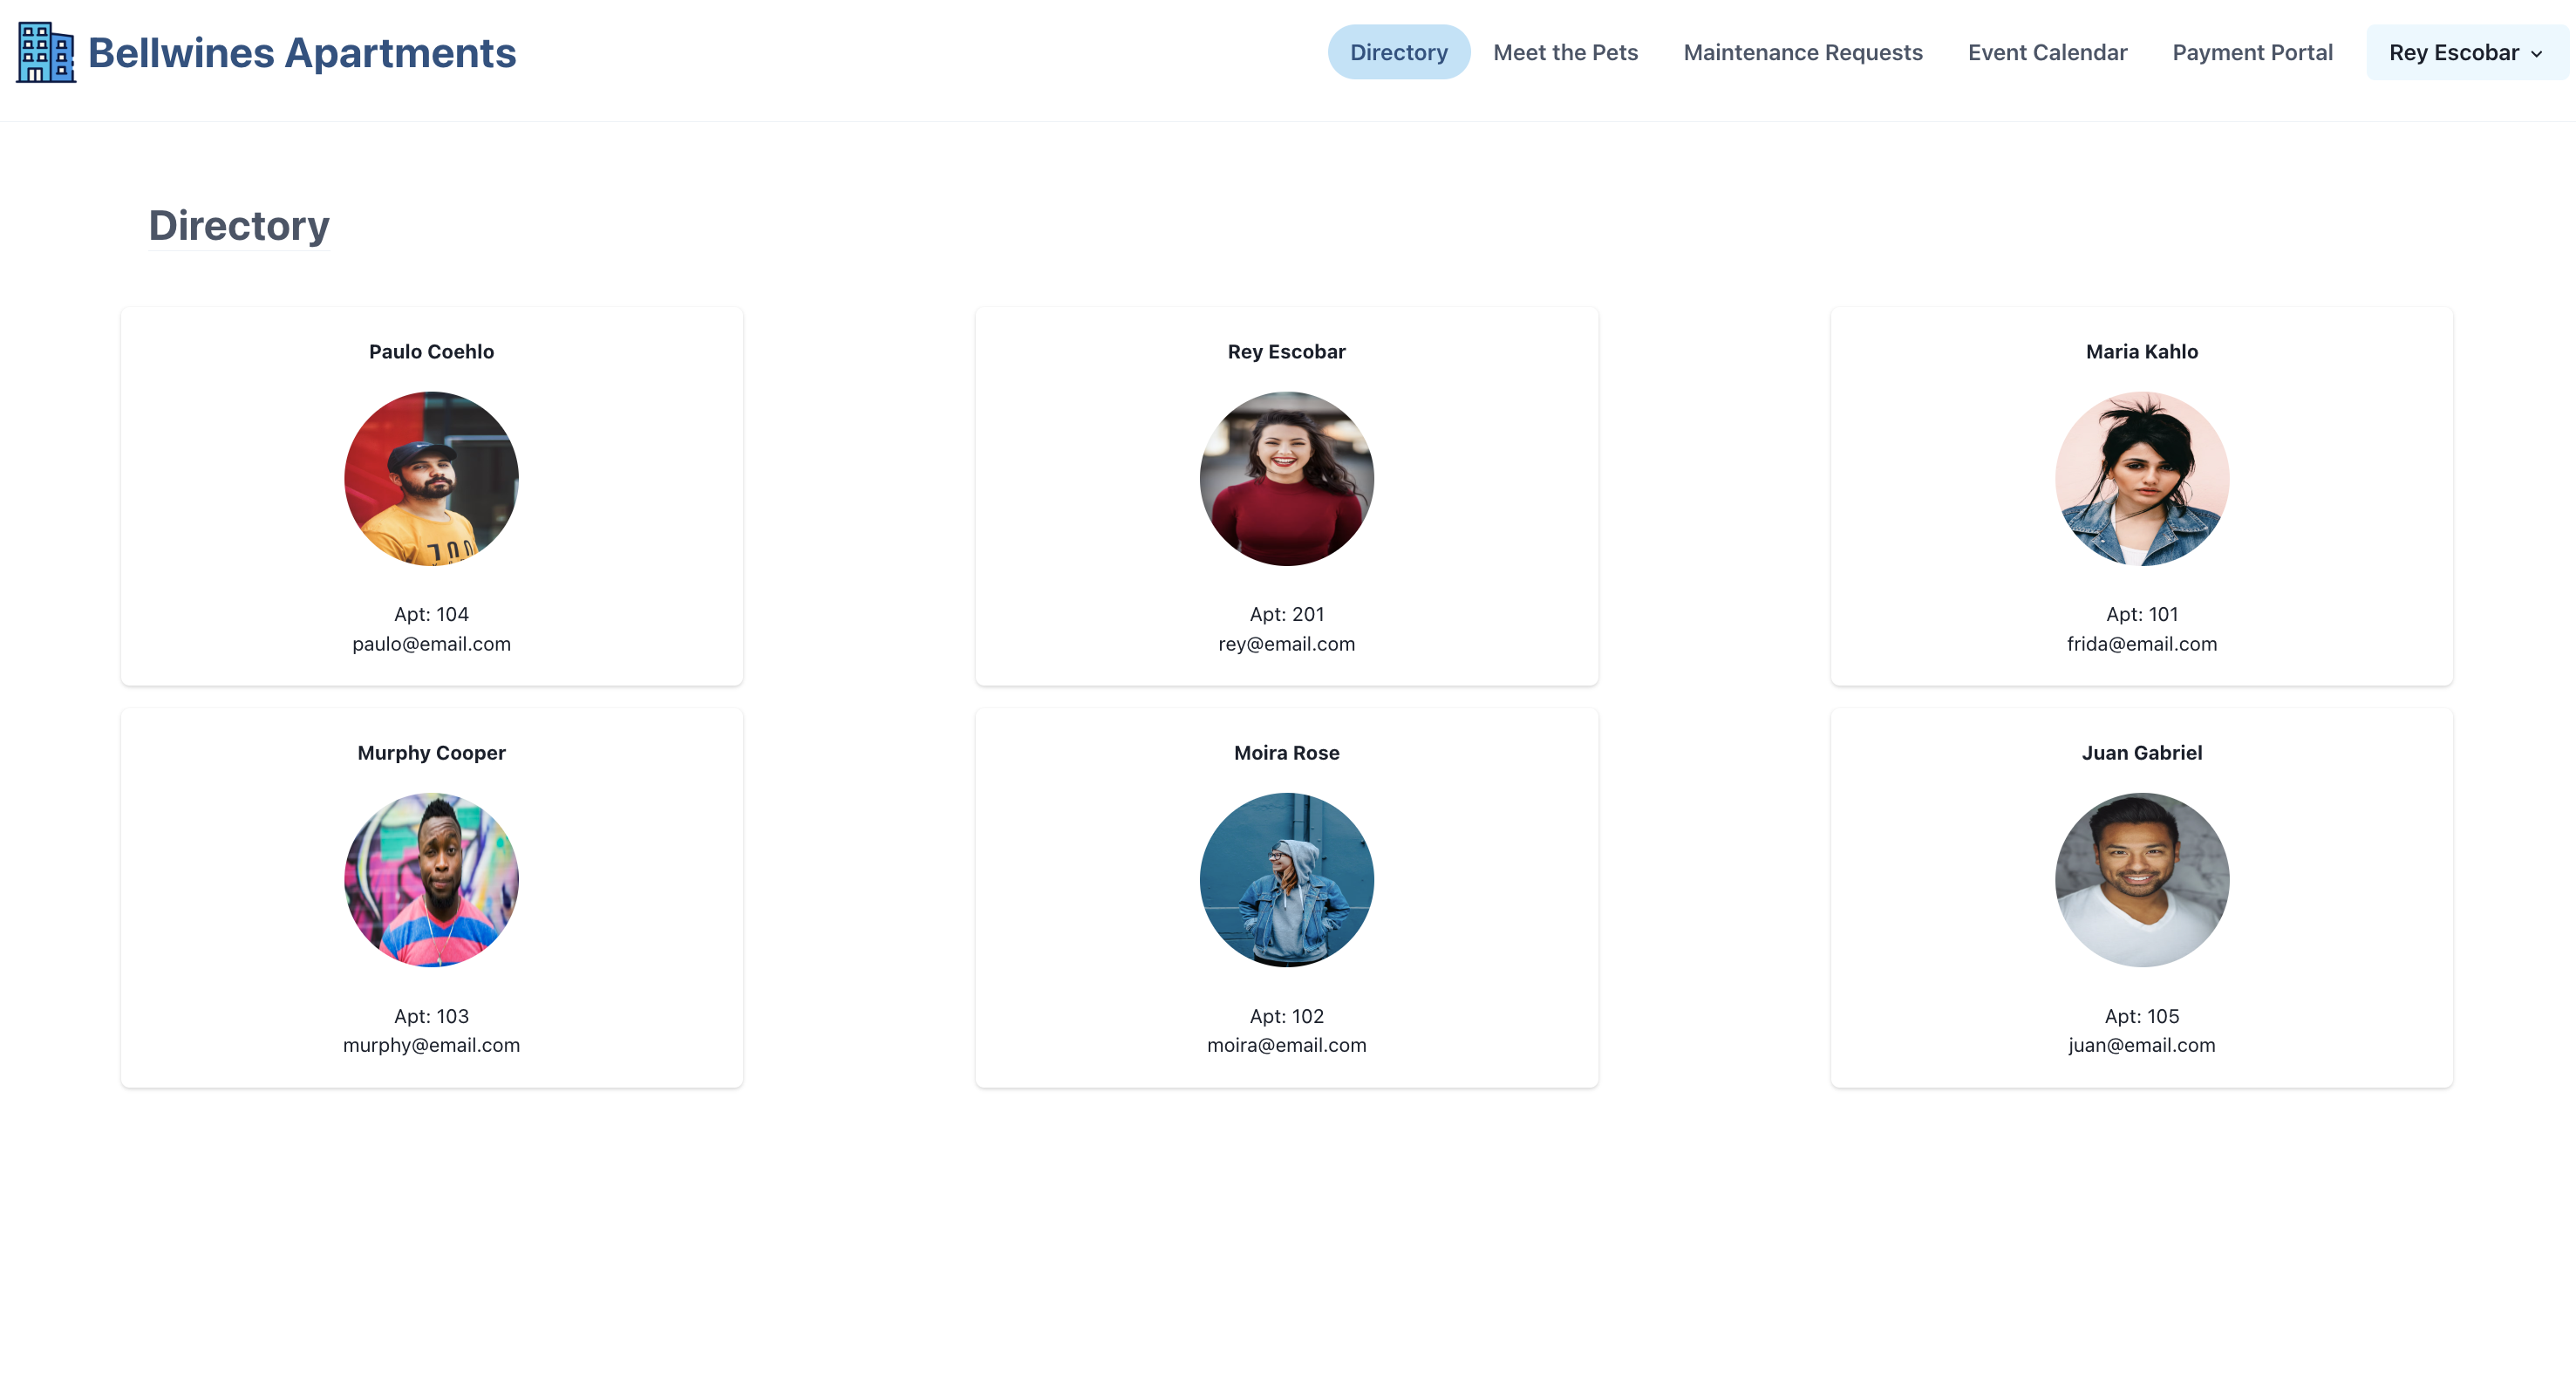 Bellwines Apartments
Directory
Meet the Pets
Maintenance Requests
Event Calendar
Payment Portal
Rey Escobar
Directory
Paulo Coehlo
Apt: 104
paulo@email.com
Rey Escobar
Apt: 201
rey@email.com
Maria Kahlo
Apt: 101
frida@email.com
Murphy Cooper
Apt: 103
murphy@email.com
Moira Rose
Apt: 102
moira@email.com
Juan Gabriel
Apt: 105
juan@email.com